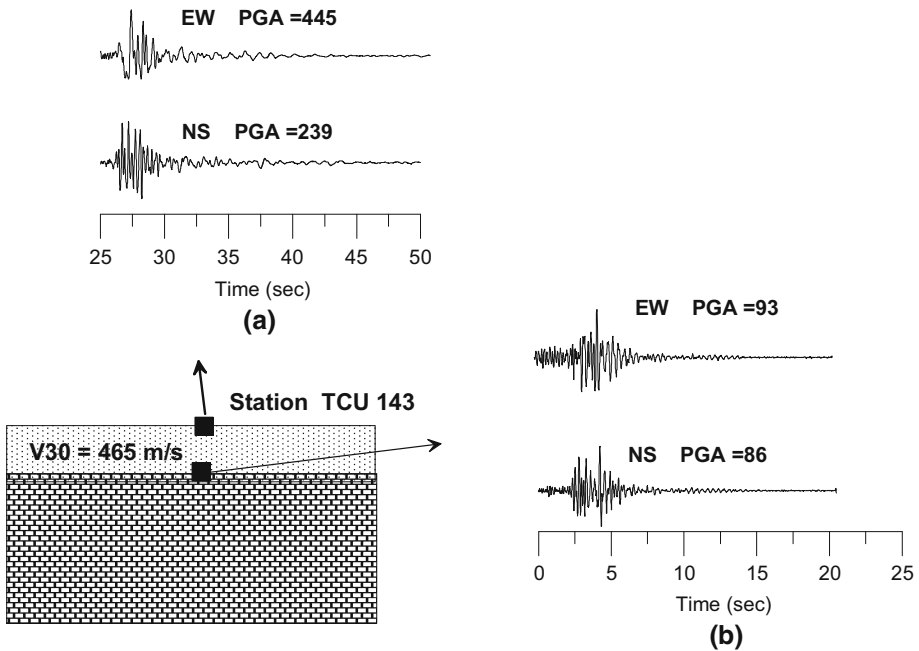 EW PGA =445
NS PGA =239
25 30 35 40 45 50
Time (sec)
(a)
Station TCU 143
V30 = 465 m/s
EW PGA =93
NS PGA =86
0 5 10 15 20 25
Time (sec)
(b)